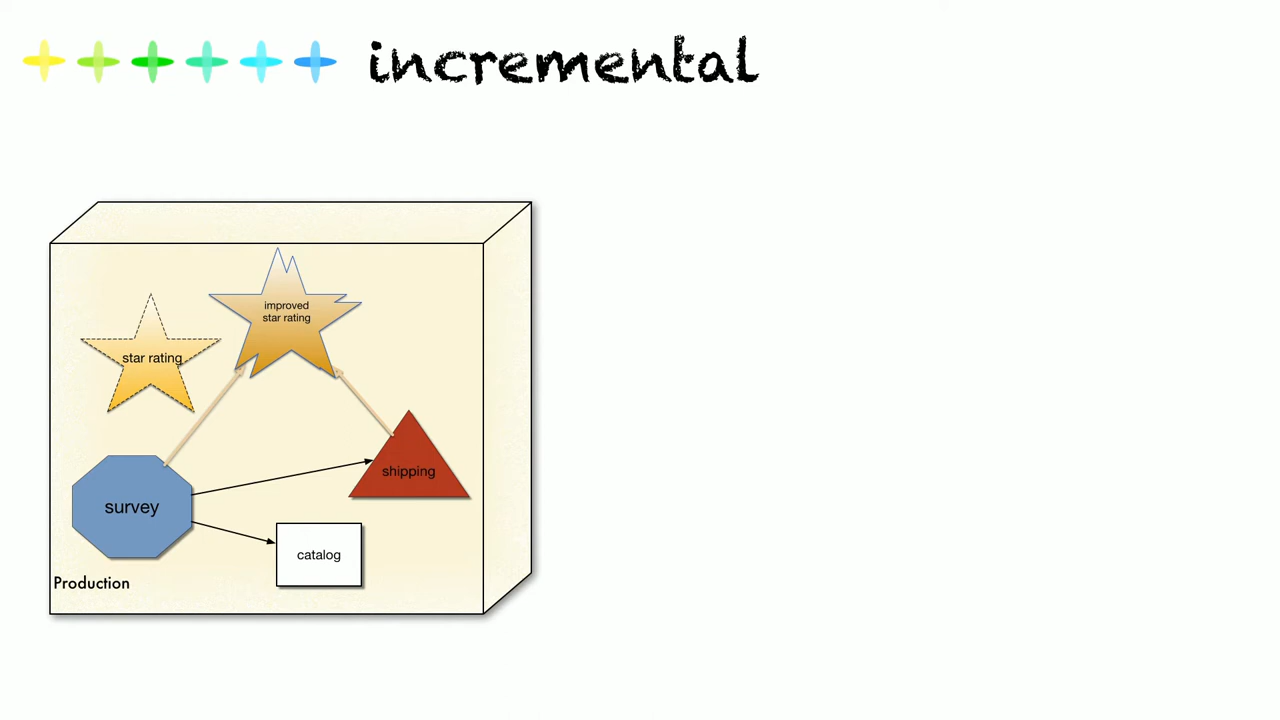 incremental
improved
star rating
star rating
shipping
survey
catalog
Production